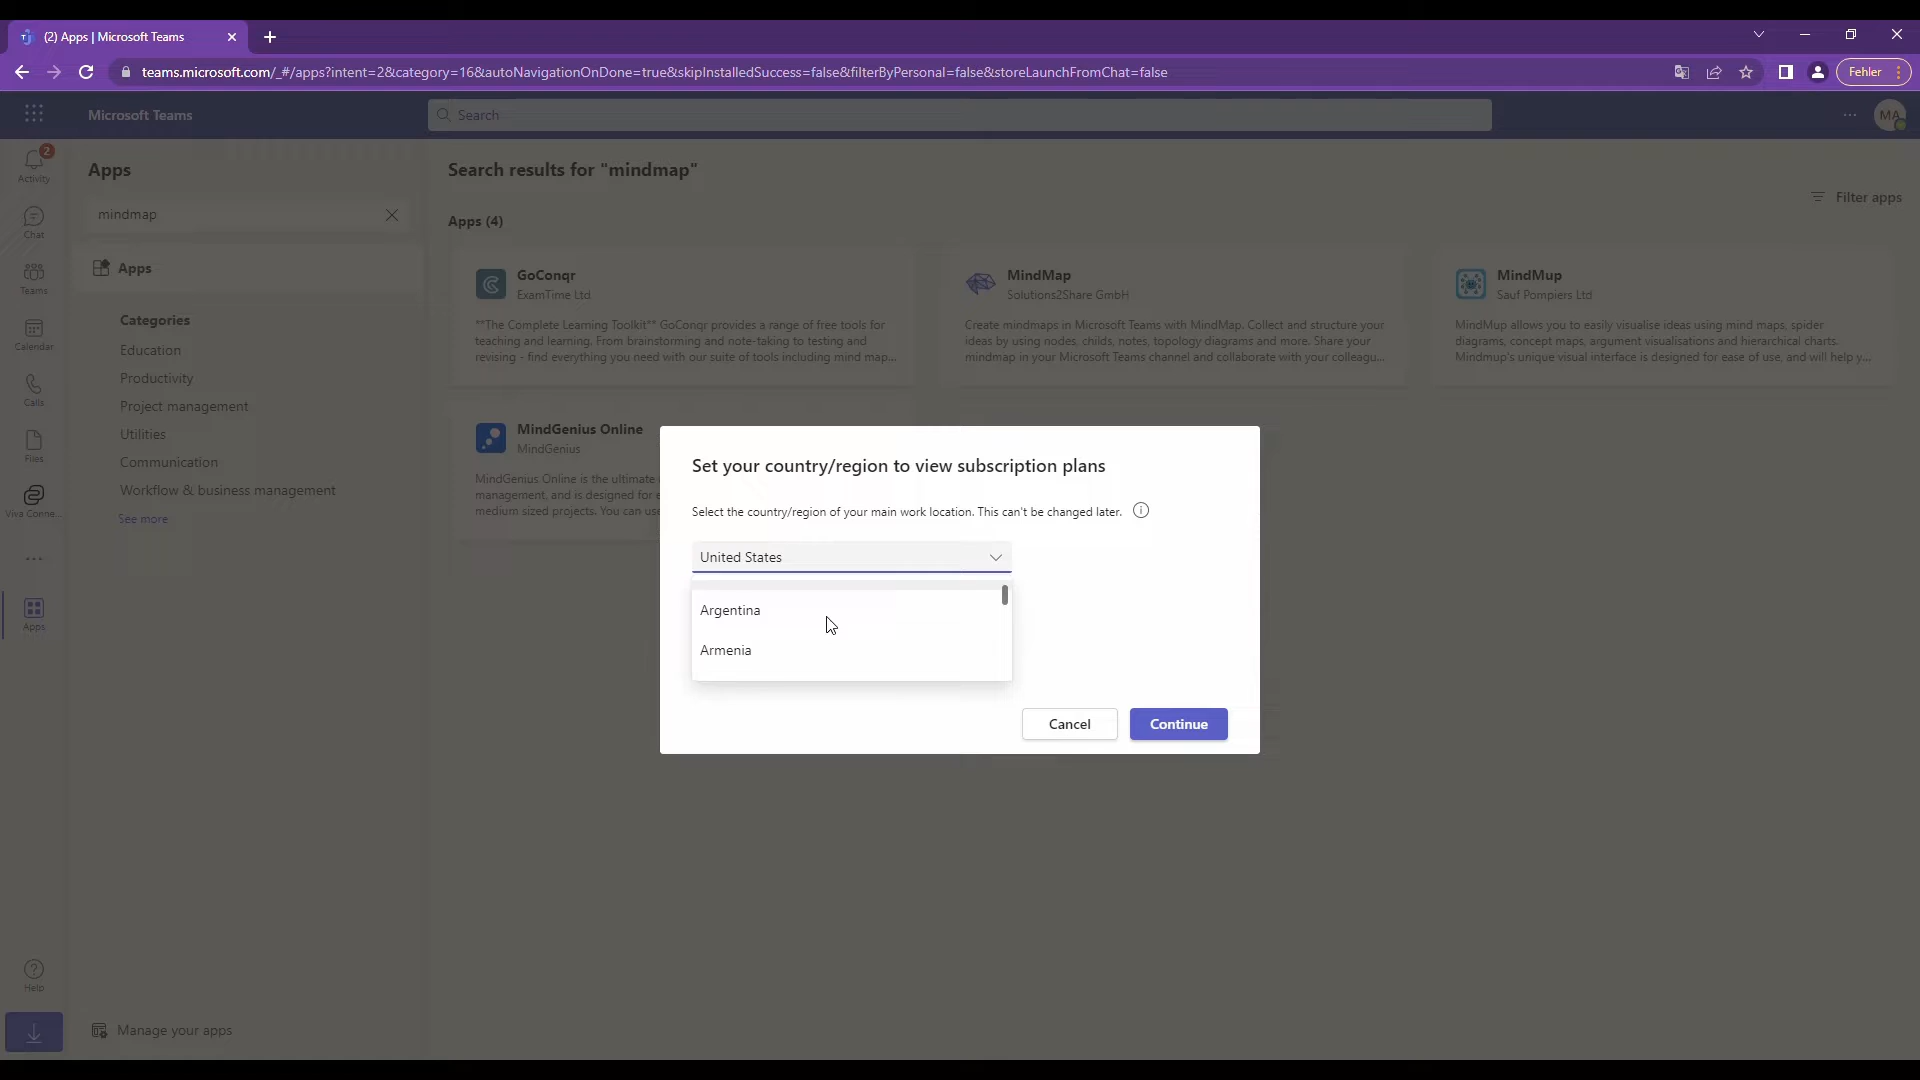 (2) Apps | Microsoft Teams
teams.microsoft.com/_#/apps?intent=2&category=16&autoNavigationOnDone=true&skipInstalledSuccess=false&filterByPersonal=false&storeLaunchFromChat=false
Fehler
Microsoft Teams
Search
MA
2
Activity
Chat
Teams
Calendar
Calls
Files
Viva Conne...
Apps
Help
Apps
mindmap
Apps
Categories
Education
Productivity
Project management
Utilities
Communication
Workflow & business management
See more
Manage your apps
Search results for "mindmap"
Filter apps
Apps (4)
GoConqr
ExamTime Ltd
**The Complete Learning Toolkit** GoConqr provides a range of free tools for
teaching and learning. From brainstorming and note-taking to testing and
revising - find everything you need with our suite of tools including mind map...
MindMap
Solutions2Share GmbH
Create mindmaps in Microsoft Teams with MindMap. Collect and structure your
ideas by using nodes, childs, notes, topology diagrams and more. Share your
mindmap in your Microsoft Teams channel and collaborate with your colleagu...
MindMup
Sauf Pompiers Ltd
MindMup allows you to easily visualise ideas using mind maps, spider
diagrams, concept maps, argument visualisations and hierarchical charts.
Mindmup's unique visual interface is designed for ease of use, and will help y...
MindGenius Online
MindGenius
MindGenius Online is the ultimate
management, and is designed for
medium sized projects. You can use
Set your country/region to view subscription plans
Select the country/region of your main work location. This can't be changed later.
United States
Argentina
Armenia
Cancel
Continue